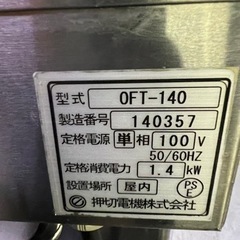 型式 OFT-140
製造番号 140357
定格電源 単相 100 V
50/60HZ
定格消費電力 1.4 kW
設置場所 屋内 PSE
押切電機株式会社